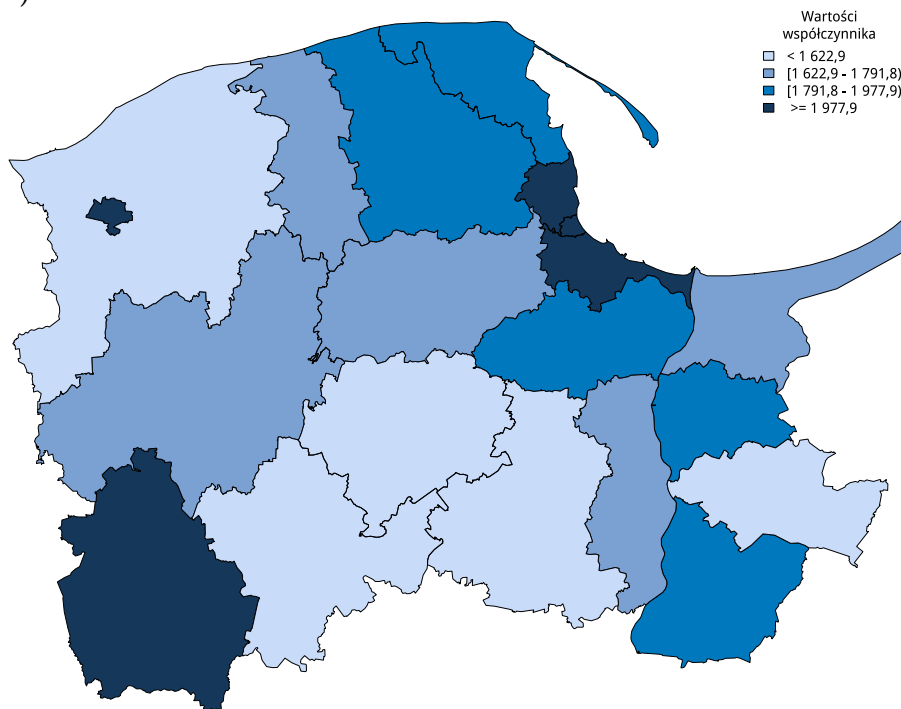 )
Wartości
współczynnika
< 1 622,9
[1 622,9 - 1 791,8)
[1 791,8 - 1 977,9)
>= 1 977,9